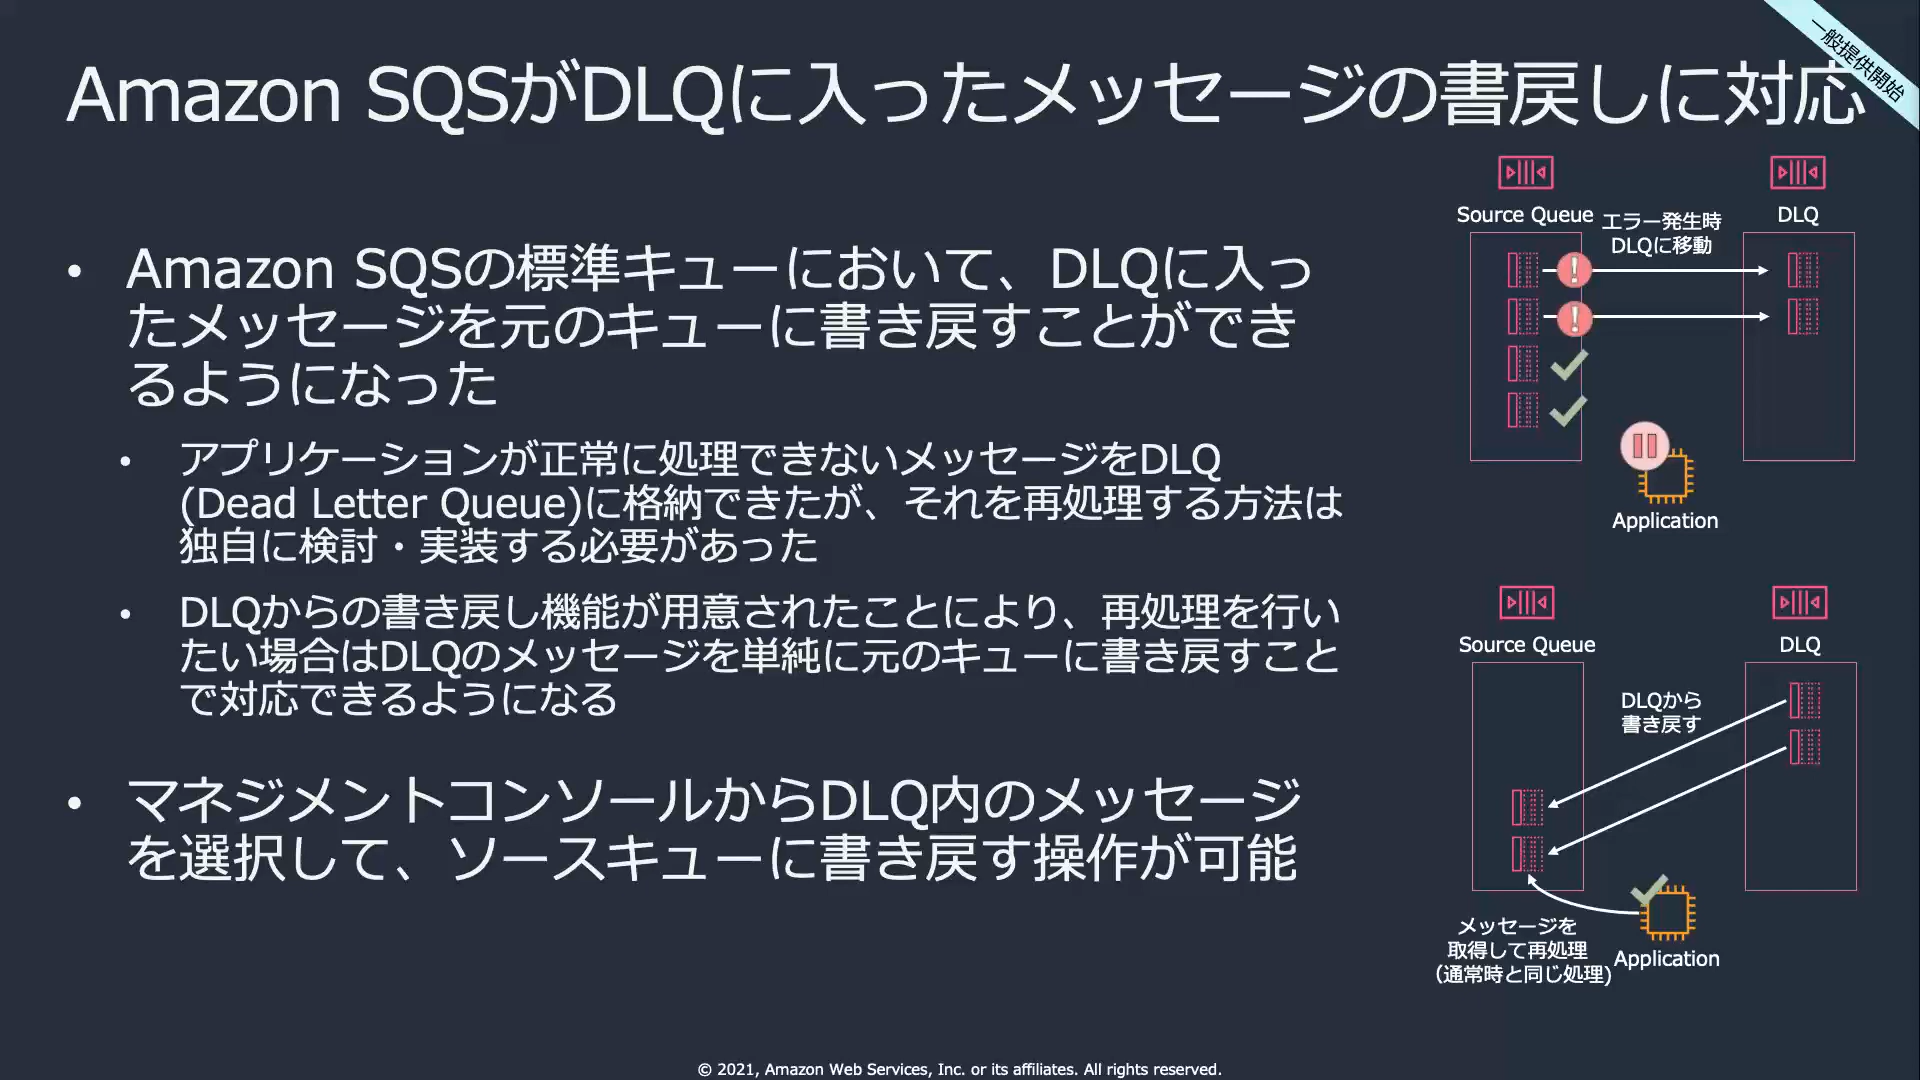 一般提供開始
Amazon SQSがDLQに入ったメッセージの書戻しに対応
• Amazon SQSの標準キューにおいて、DLQに入っ
たメッセージを元のキューに書き戻すことができ
るようになった
• アプリケーションが正常に処理できないメッセージをDLQ
(Dead Letter Queue)に格納できたが、それを再処理する方法は
独自に検討・実装する必要があった
• DLQからの書き戻し機能が用意されたことにより、再処理を行い
たい場合はDLQのメッセージを単純に元のキューに書き戻すこと
で対応できるようになる
• マネジメントコンソールからDLQ内のメッセージ
を選択して、ソースキューに書き戻す操作が可能
Source Queue
エラー発生時
DLQに移動
DLQ
Application
Source Queue
DLQ
DLQから
書き戻す
メッセージを
取得して再処理
(通常時と同じ処理)
Application
© 2021, Amazon Web Services, Inc. or its affiliates. All rights reserved.